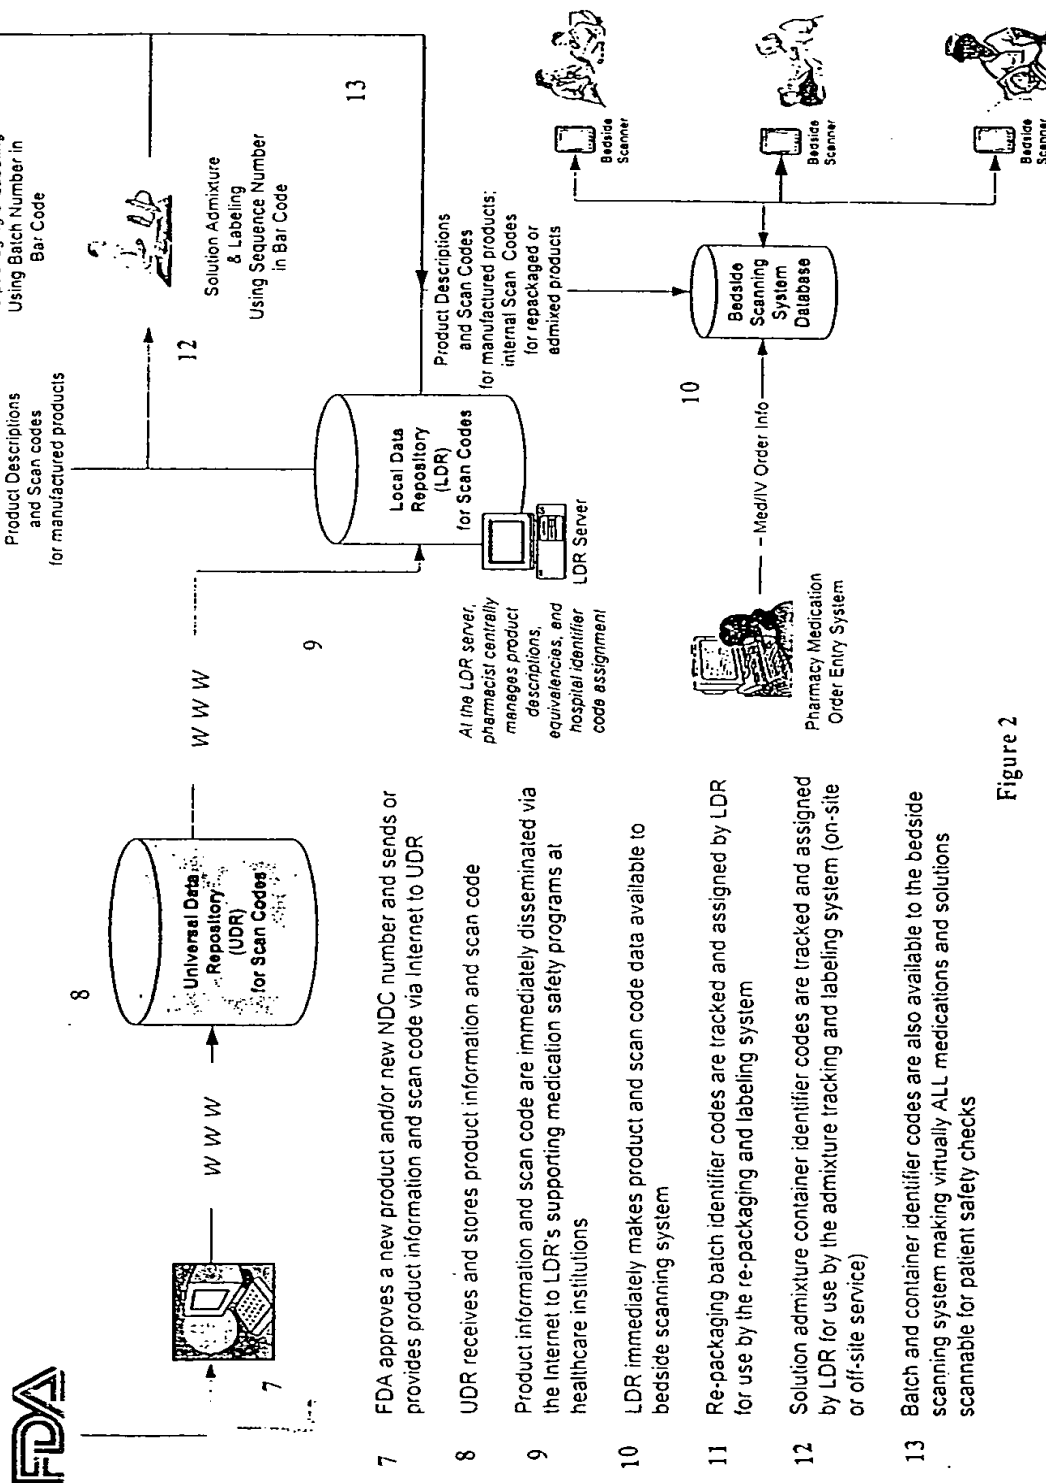 FDA
7
W W W
8
Universal Data
Repository
(UDR)
for Scan Codes
W W W
9
Product Descriptions
and Scan codes
for manufactured products
Using Batch Number in
Bar Code
12
Solution Admixture
& Labeling
Using Sequence Number
in Bar Code
13
Local Data
Repository
(LDR)
for Scan Codes
LDR Server
At the LDR server,
pharmacist centrally
manages product
descriptions,
equivalencies, and
hospital identifier
code assignment
Product Descriptions
and Scan Codes
for manufactured products;
internal Scan Codes
for repackaged or
admixed products
10
Bedside
Scanning
System
Database
Med/IV Order Info
Pharmacy Medication
Order Entry System
Bedside
Scanner
Bedside
Scanner
Bedside
Scanner
7 FDA approves a new product and/or new NDC number and sends or
provides product information and scan code via Internet to UDR
8 UDR receives and stores product information and scan code
9 Product information and scan code are immediately disseminated via
the Internet to LDR's supporting medication safety programs at
healthcare institutions
10 LDR immediately makes product and scan code data available to
bedside scanning system
11 Re-packaging batch identifier codes are tracked and assigned by LDR
for use by the re-packaging and labeling system
12 Solution admixture container identifier codes are tracked and assigned
by LDR for use by the admixture tracking and labeling system (on-site
or off-site service)
13 Batch and container identifier codes are also available to the bedside
scanning system making virtually ALL medications and solutions
scannable for patient safety checks
Figure 2